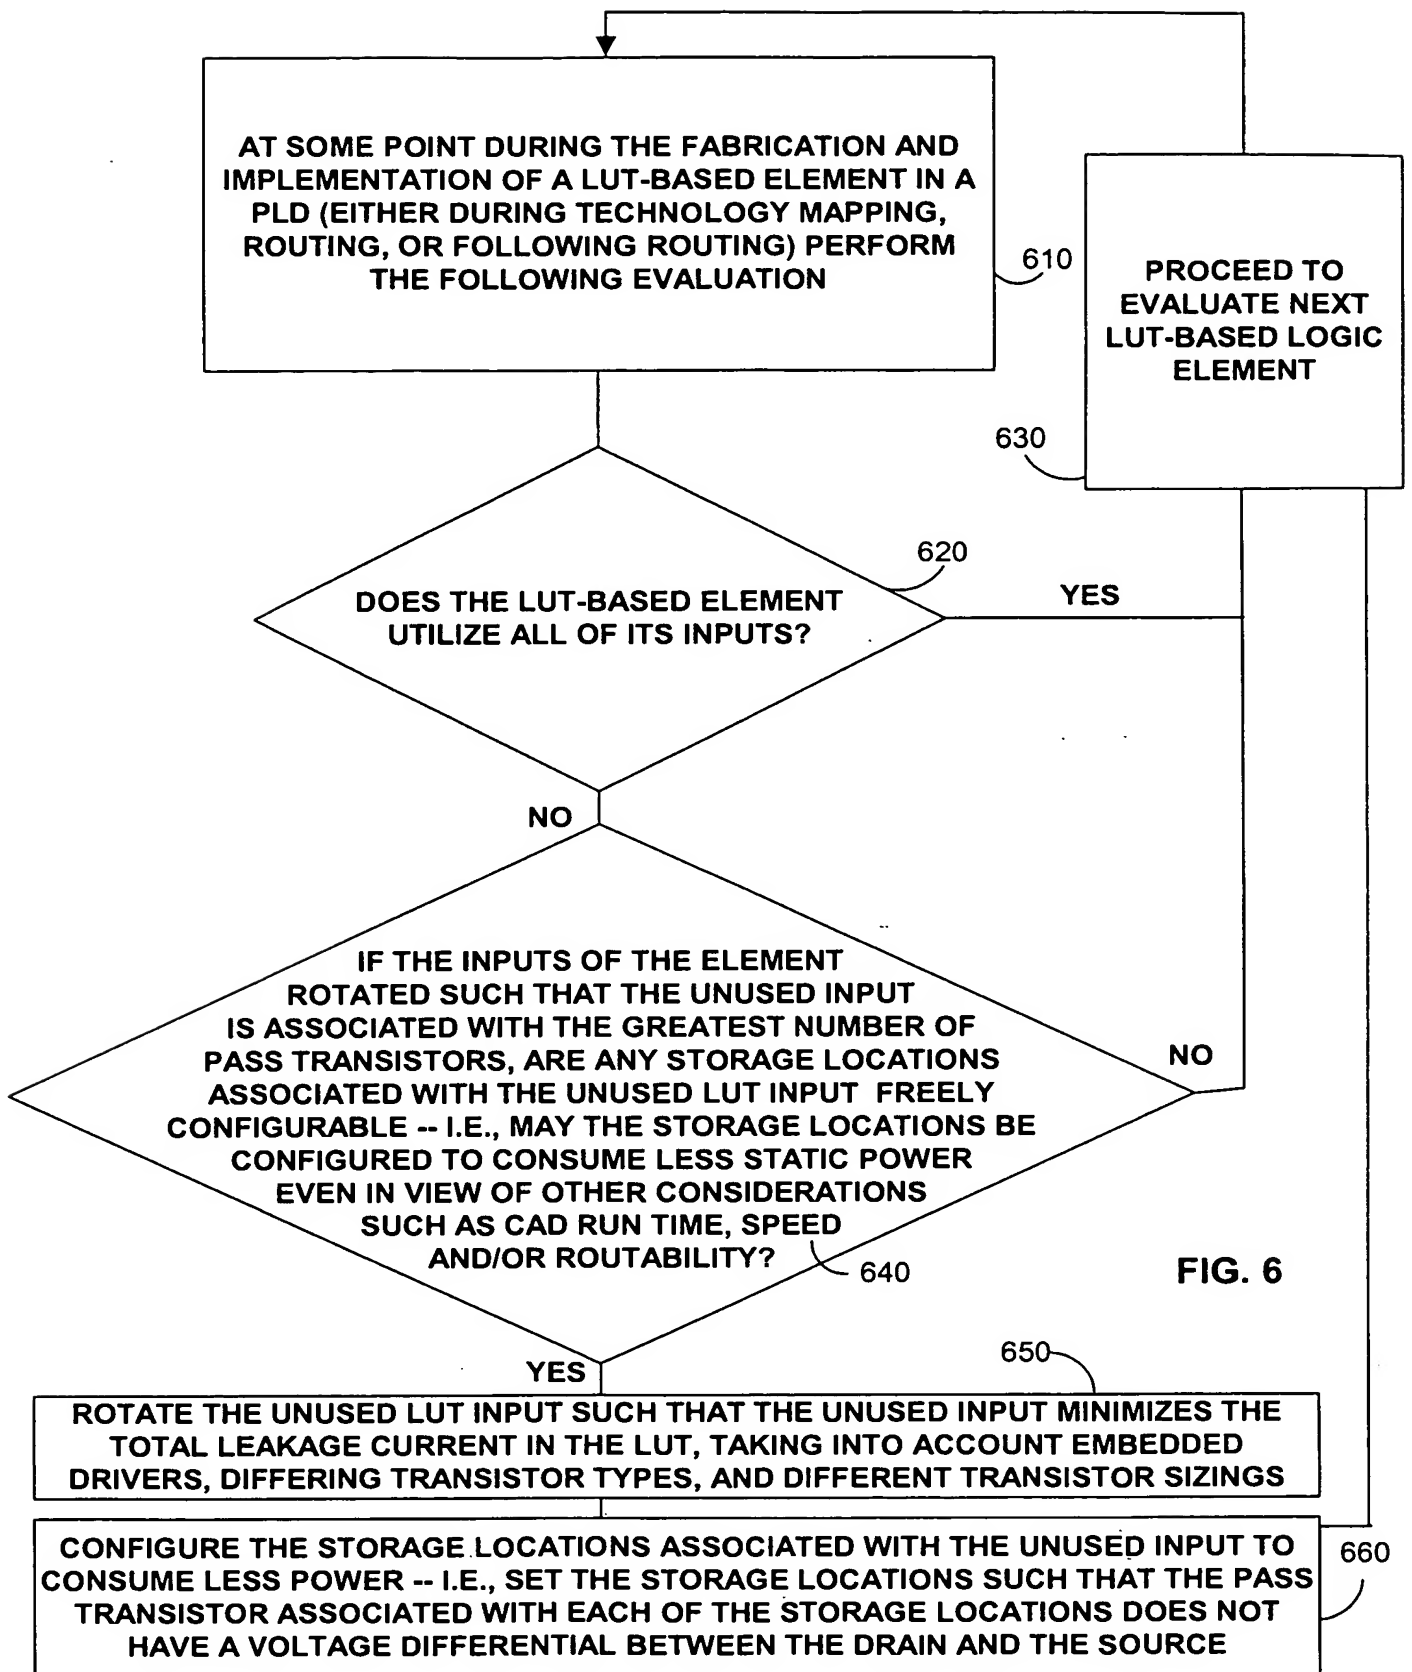 AT SOME POINT DURING THE FABRICATION AND
IMPLEMENTATION OF A LUT-BASED ELEMENT IN A
PLD (EITHER DURING TECHNOLOGY MAPPING,
ROUTING, OR FOLLOWING ROUTING) PERFORM
THE FOLLOWING EVALUATION
610
PROCEED TO
EVALUATE NEXT
LUT-BASED LOGIC
ELEMENT
630
620
DOES THE LUT-BASED ELEMENT
UTILIZE ALL OF ITS INPUTS?
YES
NO
IF THE INPUTS OF THE ELEMENT
ROTATED SUCH THAT THE UNUSED INPUT
IS ASSOCIATED WITH THE GREATEST NUMBER OF
PASS TRANSISTORS, ARE ANY STORAGE LOCATIONS
ASSOCIATED WITH THE UNUSED LUT INPUT FREELY
CONFIGURABLE -- I.E., MAY THE STORAGE LOCATIONS BE
CONFIGURED TO CONSUME LESS STATIC POWER
EVEN IN VIEW OF OTHER CONSIDERATIONS
SUCH AS CAD RUN TIME, SPEED
AND/OR ROUTABILITY?
NO
640
FIG. 6
YES
650
ROTATE THE UNUSED LUT INPUT SUCH THAT THE UNUSED INPUT MINIMIZES THE
TOTAL LEAKAGE CURRENT IN THE LUT, TAKING INTO ACCOUNT EMBEDDED
DRIVERS, DIFFERING TRANSISTOR TYPES, AND DIFFERENT TRANSISTOR SIZINGS
CONFIGURE THE STORAGE LOCATIONS ASSOCIATED WITH THE UNUSED INPUT TO
CONSUME LESS POWER -- I.E., SET THE STORAGE LOCATIONS SUCH THAT THE PASS
TRANSISTOR ASSOCIATED WITH EACH OF THE STORAGE LOCATIONS DOES NOT
HAVE A VOLTAGE DIFFERENTIAL BETWEEN THE DRAIN AND THE SOURCE
660